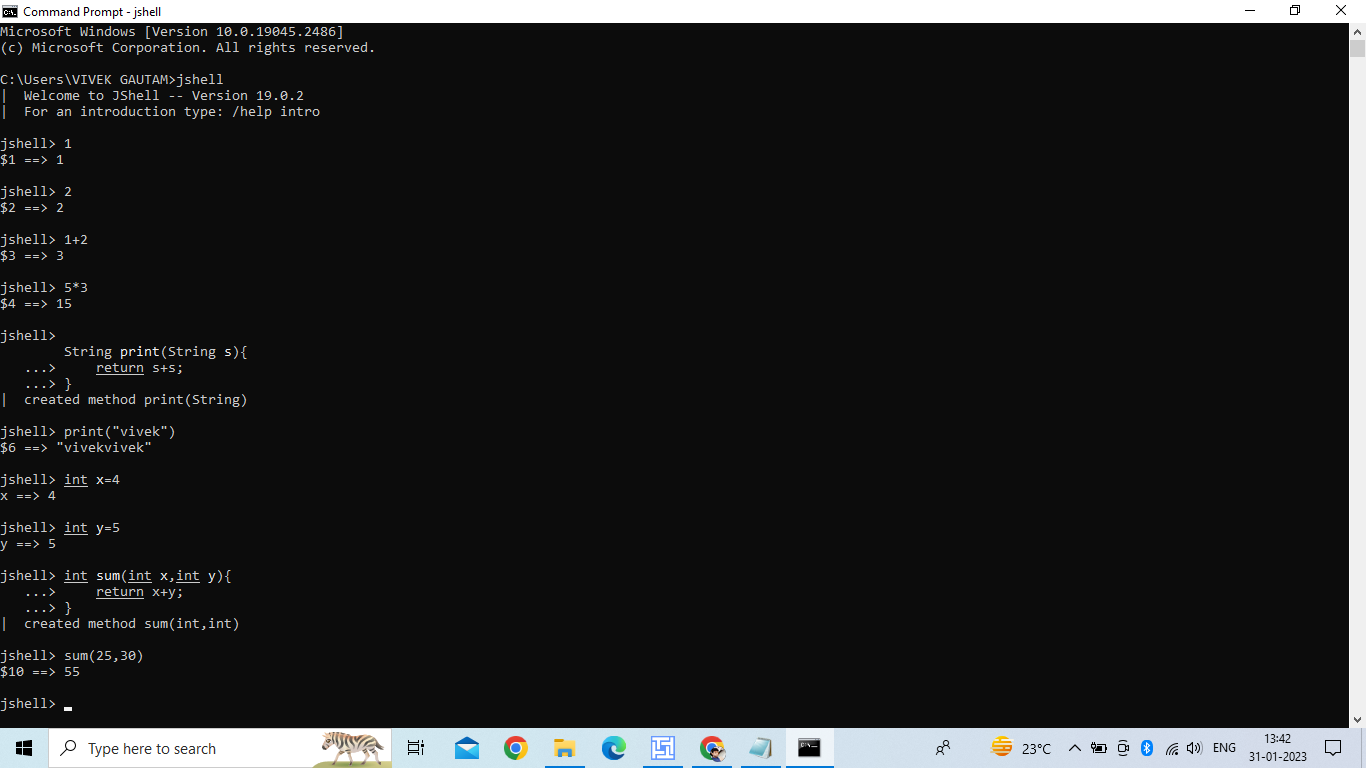 Command Prompt - jshell
Microsoft Windows [Version 10.0.19045.2486]
(c) Microsoft Corporation. All rights reserved.
C:\Users\VIVEK GAUTAM>jshell
|  Welcome to JShell -- Version 19.0.2
|  For an introduction type: /help intro
jshell> 1
$1 ==> 1
jshell> 2
$2 ==> 2
jshell> 1+2
$3 ==> 3
jshell> 5*3
$4 ==> 15
jshell>
        String print(String s){
   ...>     return s+s;
   ...> }
|  created method print(String)
jshell> print("vivek")
$6 ==> "vivekvivek"
jshell> int x=4
x ==> 4
jshell> int y=5
y ==> 5
jshell> int sum(int x,int y){
   ...>     return x+y;
   ...> }
|  created method sum(int,int)
jshell> sum(25,30)
$10 ==> 55
jshell> _
Type here to search
23°C
ENG
13:42
31-01-2023